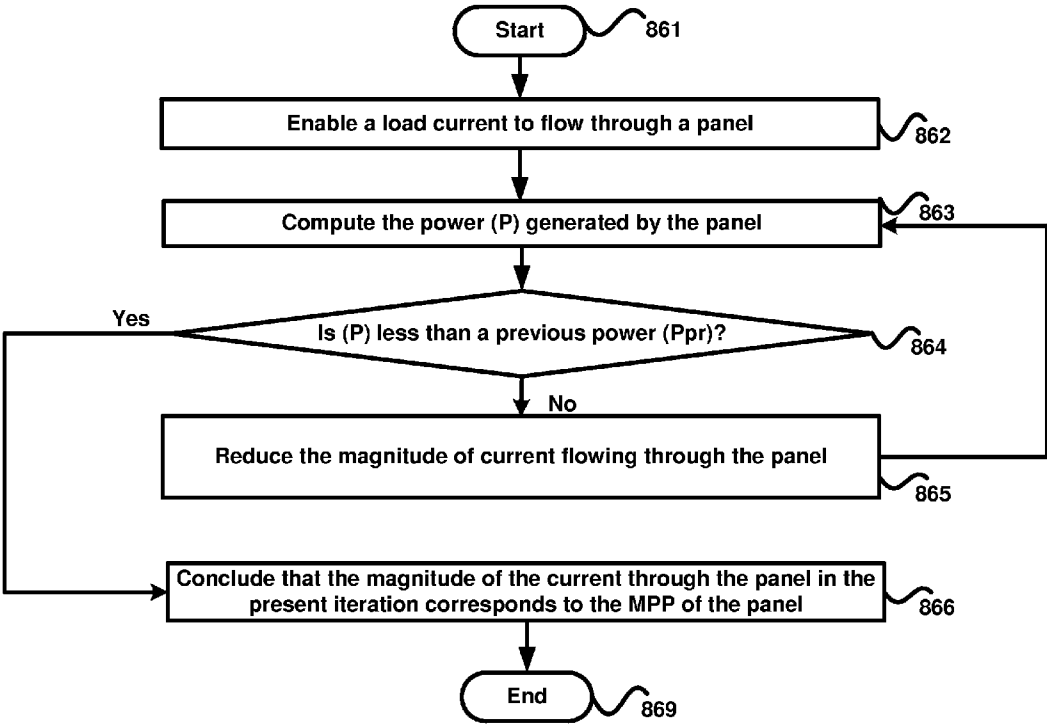 Start
861
Enable a load current to flow through a panel
862
Compute the power (P) generated by the panel
863
Is (P) less than a previous power (Ppr)?
864
Yes
No
Reduce the magnitude of current flowing through the panel
865
Conclude that the magnitude of the current through the panel in the
present iteration corresponds to the MPP of the panel
866
End
869